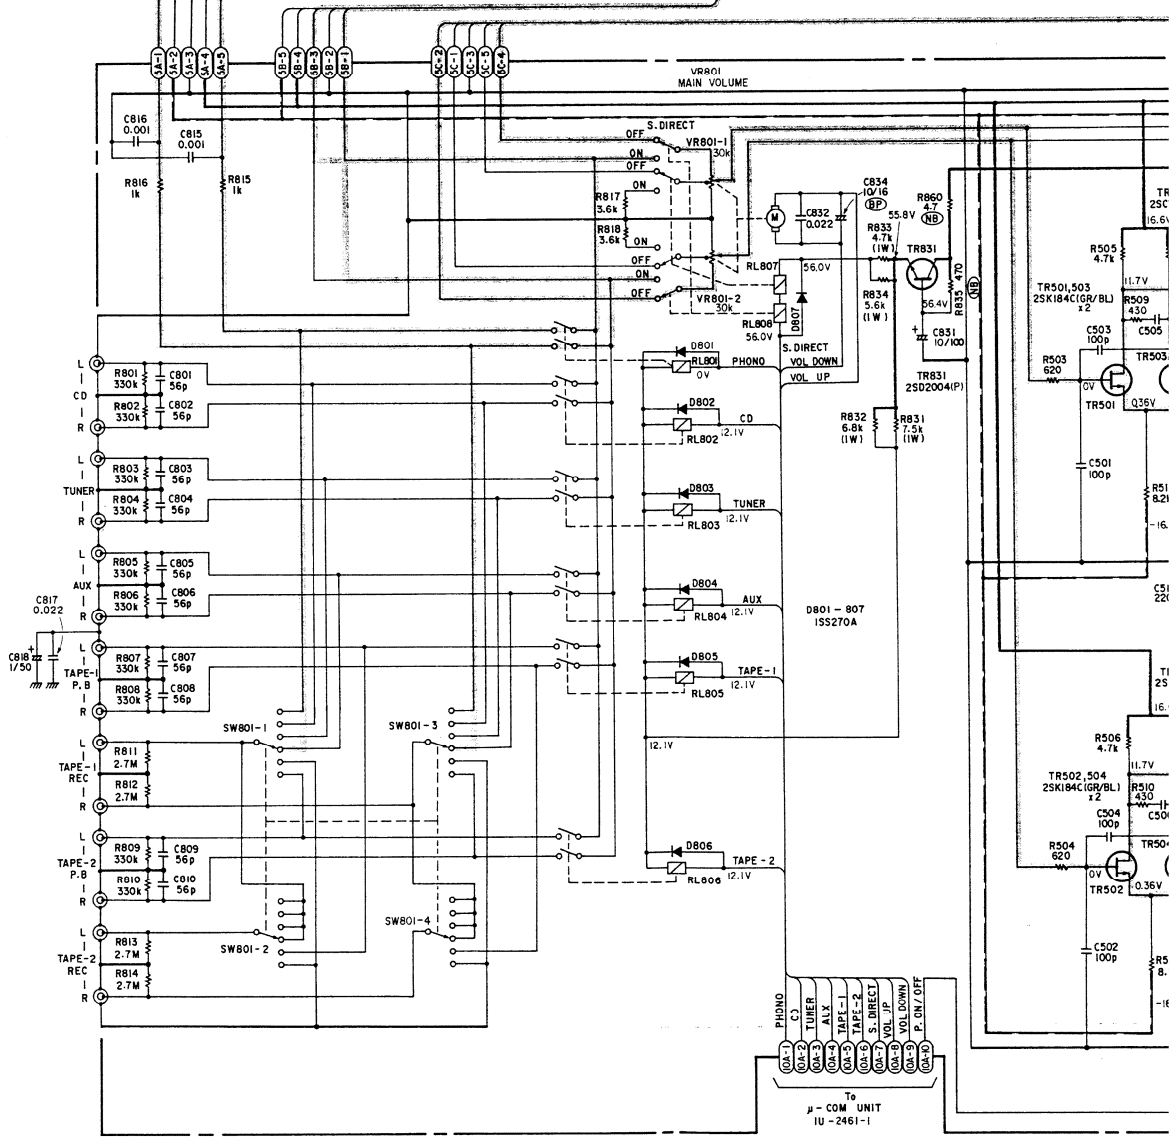 5A-1
5A-2
5A-3
5A-4
5A-5
5B-5
5B-4
5B-3
5B-2
5B-1
5C-2
5C-1
5C-3
5C-5
5C-4
VR801
MAIN VOLUME
C816
0.001
C815
0.001
R816
1k
R815
1k
S.DIRECT
OFF
VR801-1
30k
ON
OFF
ON
R817
3.6k
R818
3.6k
ON
OFF
ON
OFF
VR801-2
30k
M
C832
0.022
C834
10/16
BP
55.8V
R833
4.7k
(1W)
R860
4.7
NB
TR831
RL807
56.0V
R834
5.6k
(1W)
56.4V
R835 470
NB
RL808
56.0V
D807
C831
10/100
TR831
2SD2004(P)
S.DIRECT
VOL DOWN
VOL UP
R832
6.8k
(1W)
R831
7.5k
(1W)
TR
2SC
16.6V
R505
4.7k
11.7V
TR501,503
2SK184C(GR/BL)
x2
R509
430
C503
100p
C505
R503
620
TR503
0V
TR501
0.36V
C501
100p
R51
8.2k
-16.
C51
220
L
CD
R
R801
330k
C801
56p
R802
330k
C802
56p
D801
RL801
0V
PHONO
D802
RL802
CD
12.1V
L
TUNER
R
R803
330k
C803
56p
R804
330k
C804
56p
D803
RL803
TUNER
12.1V
L
AUX
R
R805
330k
C805
56p
R806
330k
C806
56p
D804
RL804
AUX
12.1V
D801-807
1SS270A
C817
0.022
C818
1/50
L
TAPE-1
P.B
R
R807
330k
C807
56p
R808
330k
C808
56p
D805
RL805
TAPE-1
12.1V
SW801-1
SW801-3
12.1V
L
TAPE-1
REC
R
R811
2.7M
R812
2.7M
L
TAPE-2
P.B
R
R809
330k
C809
56p
R810
330k
C810
56p
D806
RL806
TAPE-2
12.1V
SW801-2
SW801-4
L
TAPE-2
REC
R
R813
2.7M
R814
2.7M
T
2S
16.
R506
4.7k
11.7V
TR502,504
2SK184C(GR/BL)
x2
R510
430
C504
100p
C506
R504
620
TR504
0V
TR502
0.36V
C502
100p
R5
8.
-16
PHONO
CD
TUNER
AUX
TAPE-1
TAPE-2
S.DIRECT
VOL UP
VOL DOWN
P.ON/OFF
10A-1
10A-2
10A-3
10A-4
10A-5
10A-6
10A-7
10A-8
10A-9
10A-10
To
μ-COM UNIT
1U-2461-1